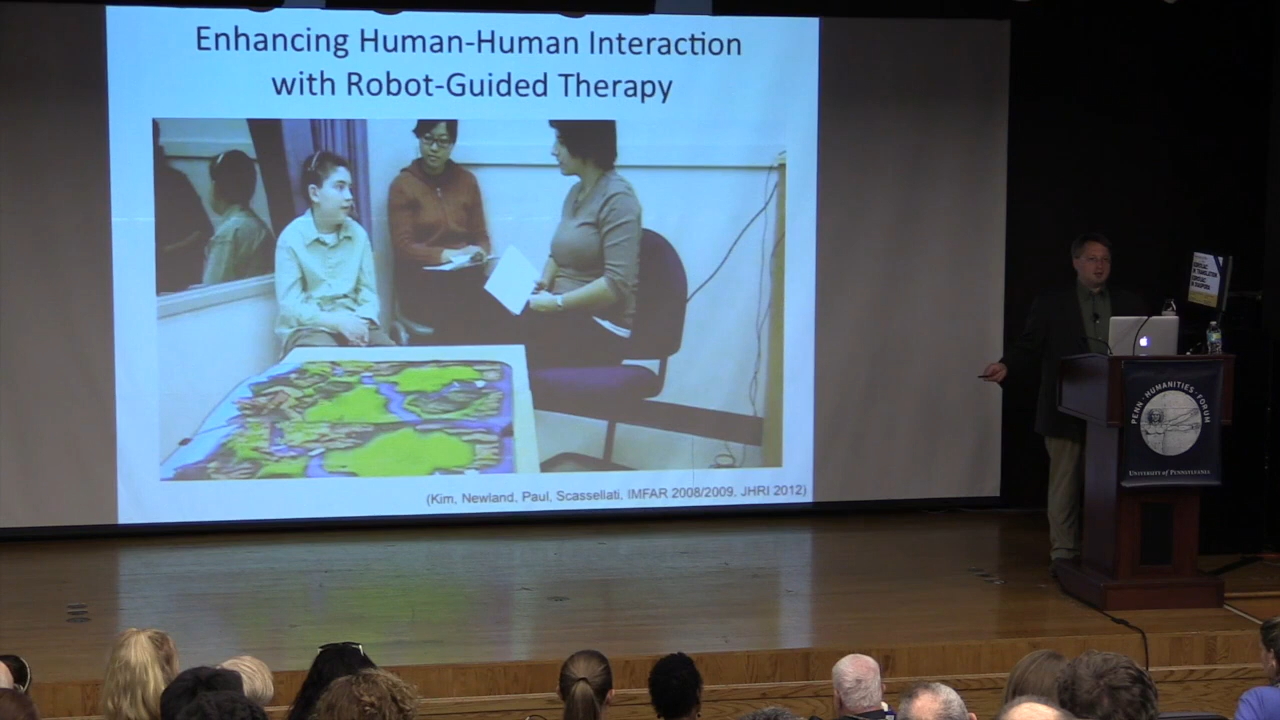 Enhancing Human-Human Interaction
with Robot-Guided Therapy
(Kim, Newland, Paul, Scassellati, IMFAR 2008/2009, JHRI 2012)
PENN · HUMANITIES · FORUM
UNIVERSITY of PENNSYLVANIA